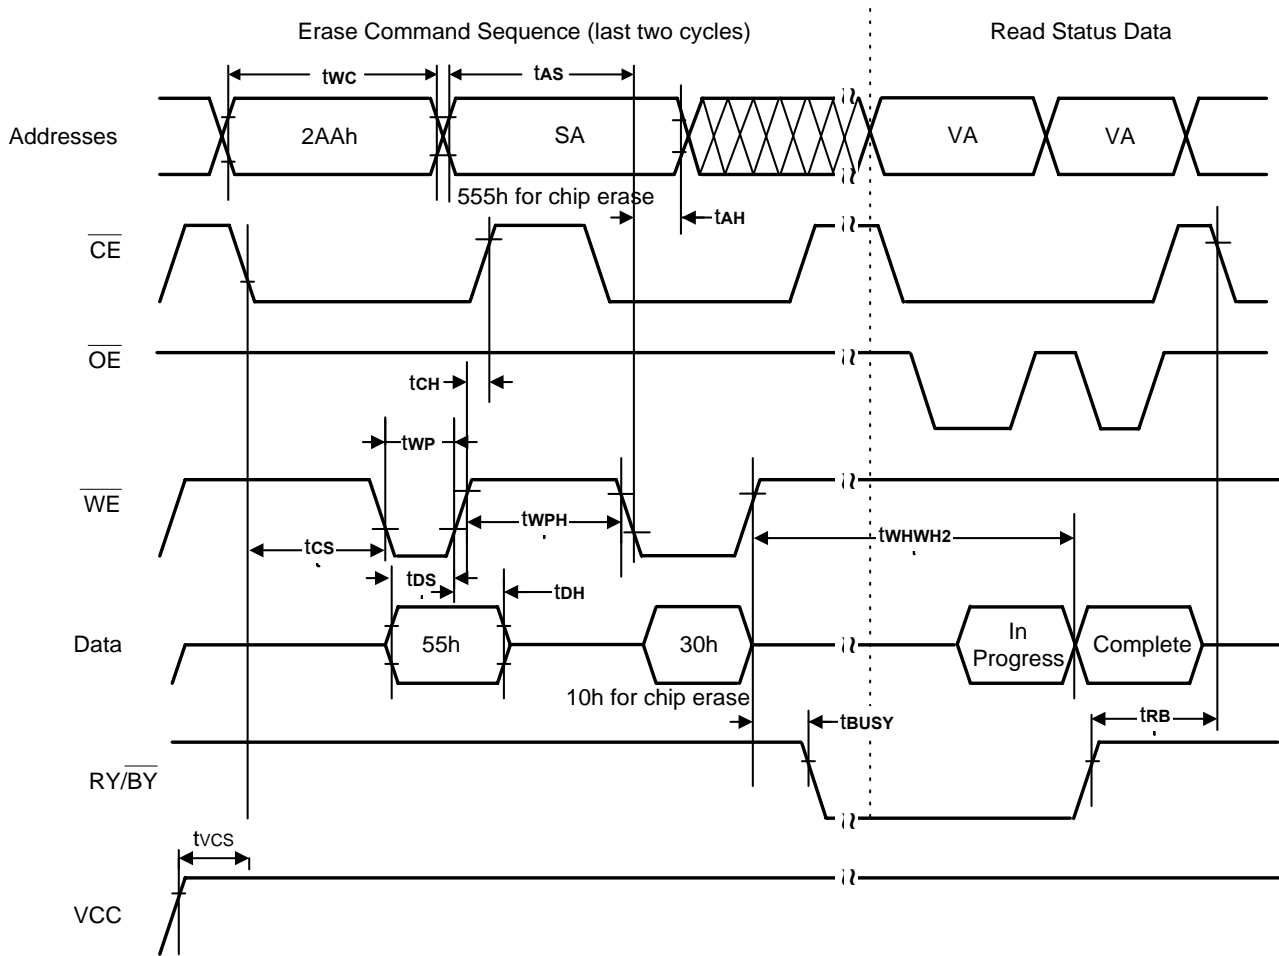 Erase Command Sequence (last two cycles)
Read Status Data
tWC
tAS
Addresses
2AAh
SA
VA
VA
555h for chip erase
tAH
CE
OE
tCH
tWP
WE
tWPH
tWHWH2
tCS
tDS
tDH
Data
55h
30h
In Progress
Complete
10h for chip erase
tBUSY
tRB
RY/BY
tVCS
VCC